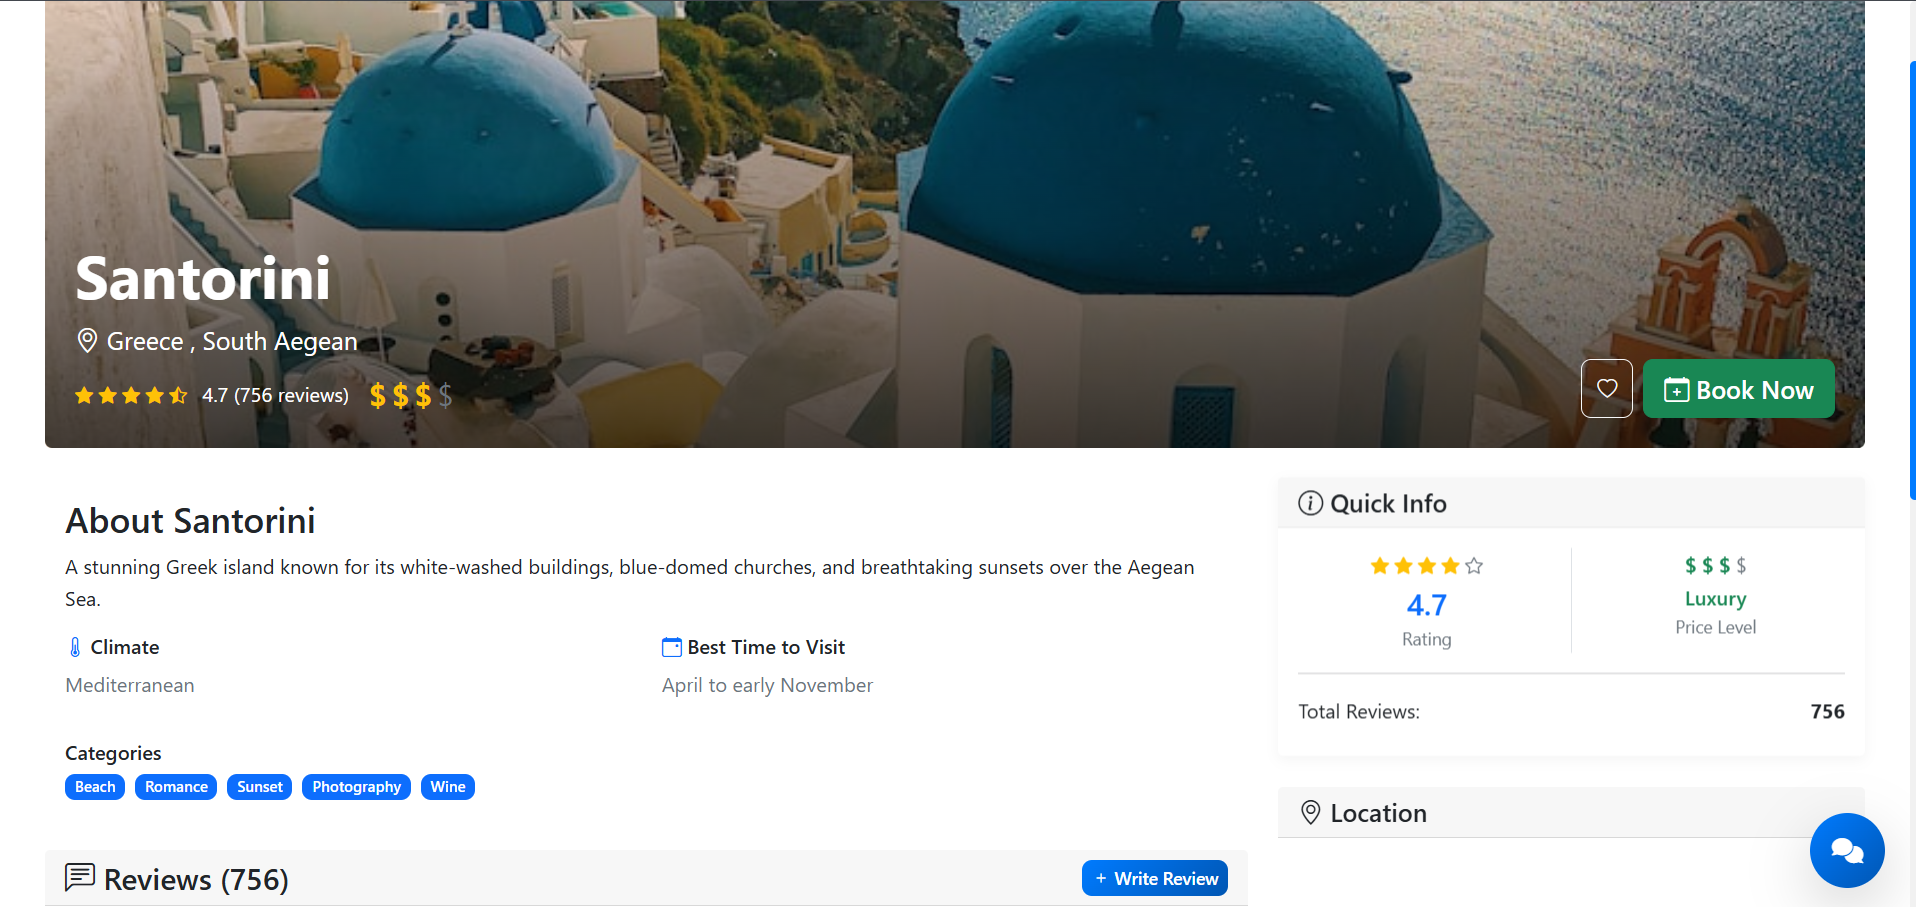 Santorini
Greece , South Aegean
4.7 (756 reviews) $ $ $ $
Book Now
About Santorini
A stunning Greek island known for its white-washed buildings, blue-domed churches, and breathtaking sunsets over the Aegean
Sea.
Climate
Mediterranean
Best Time to Visit
April to early November
Categories
Beach Romance Sunset Photography Wine
Reviews (756)
+ Write Review
Quick Info
4.7
Rating
$ $ $ $
Luxury
Price Level
Total Reviews: 756
Location